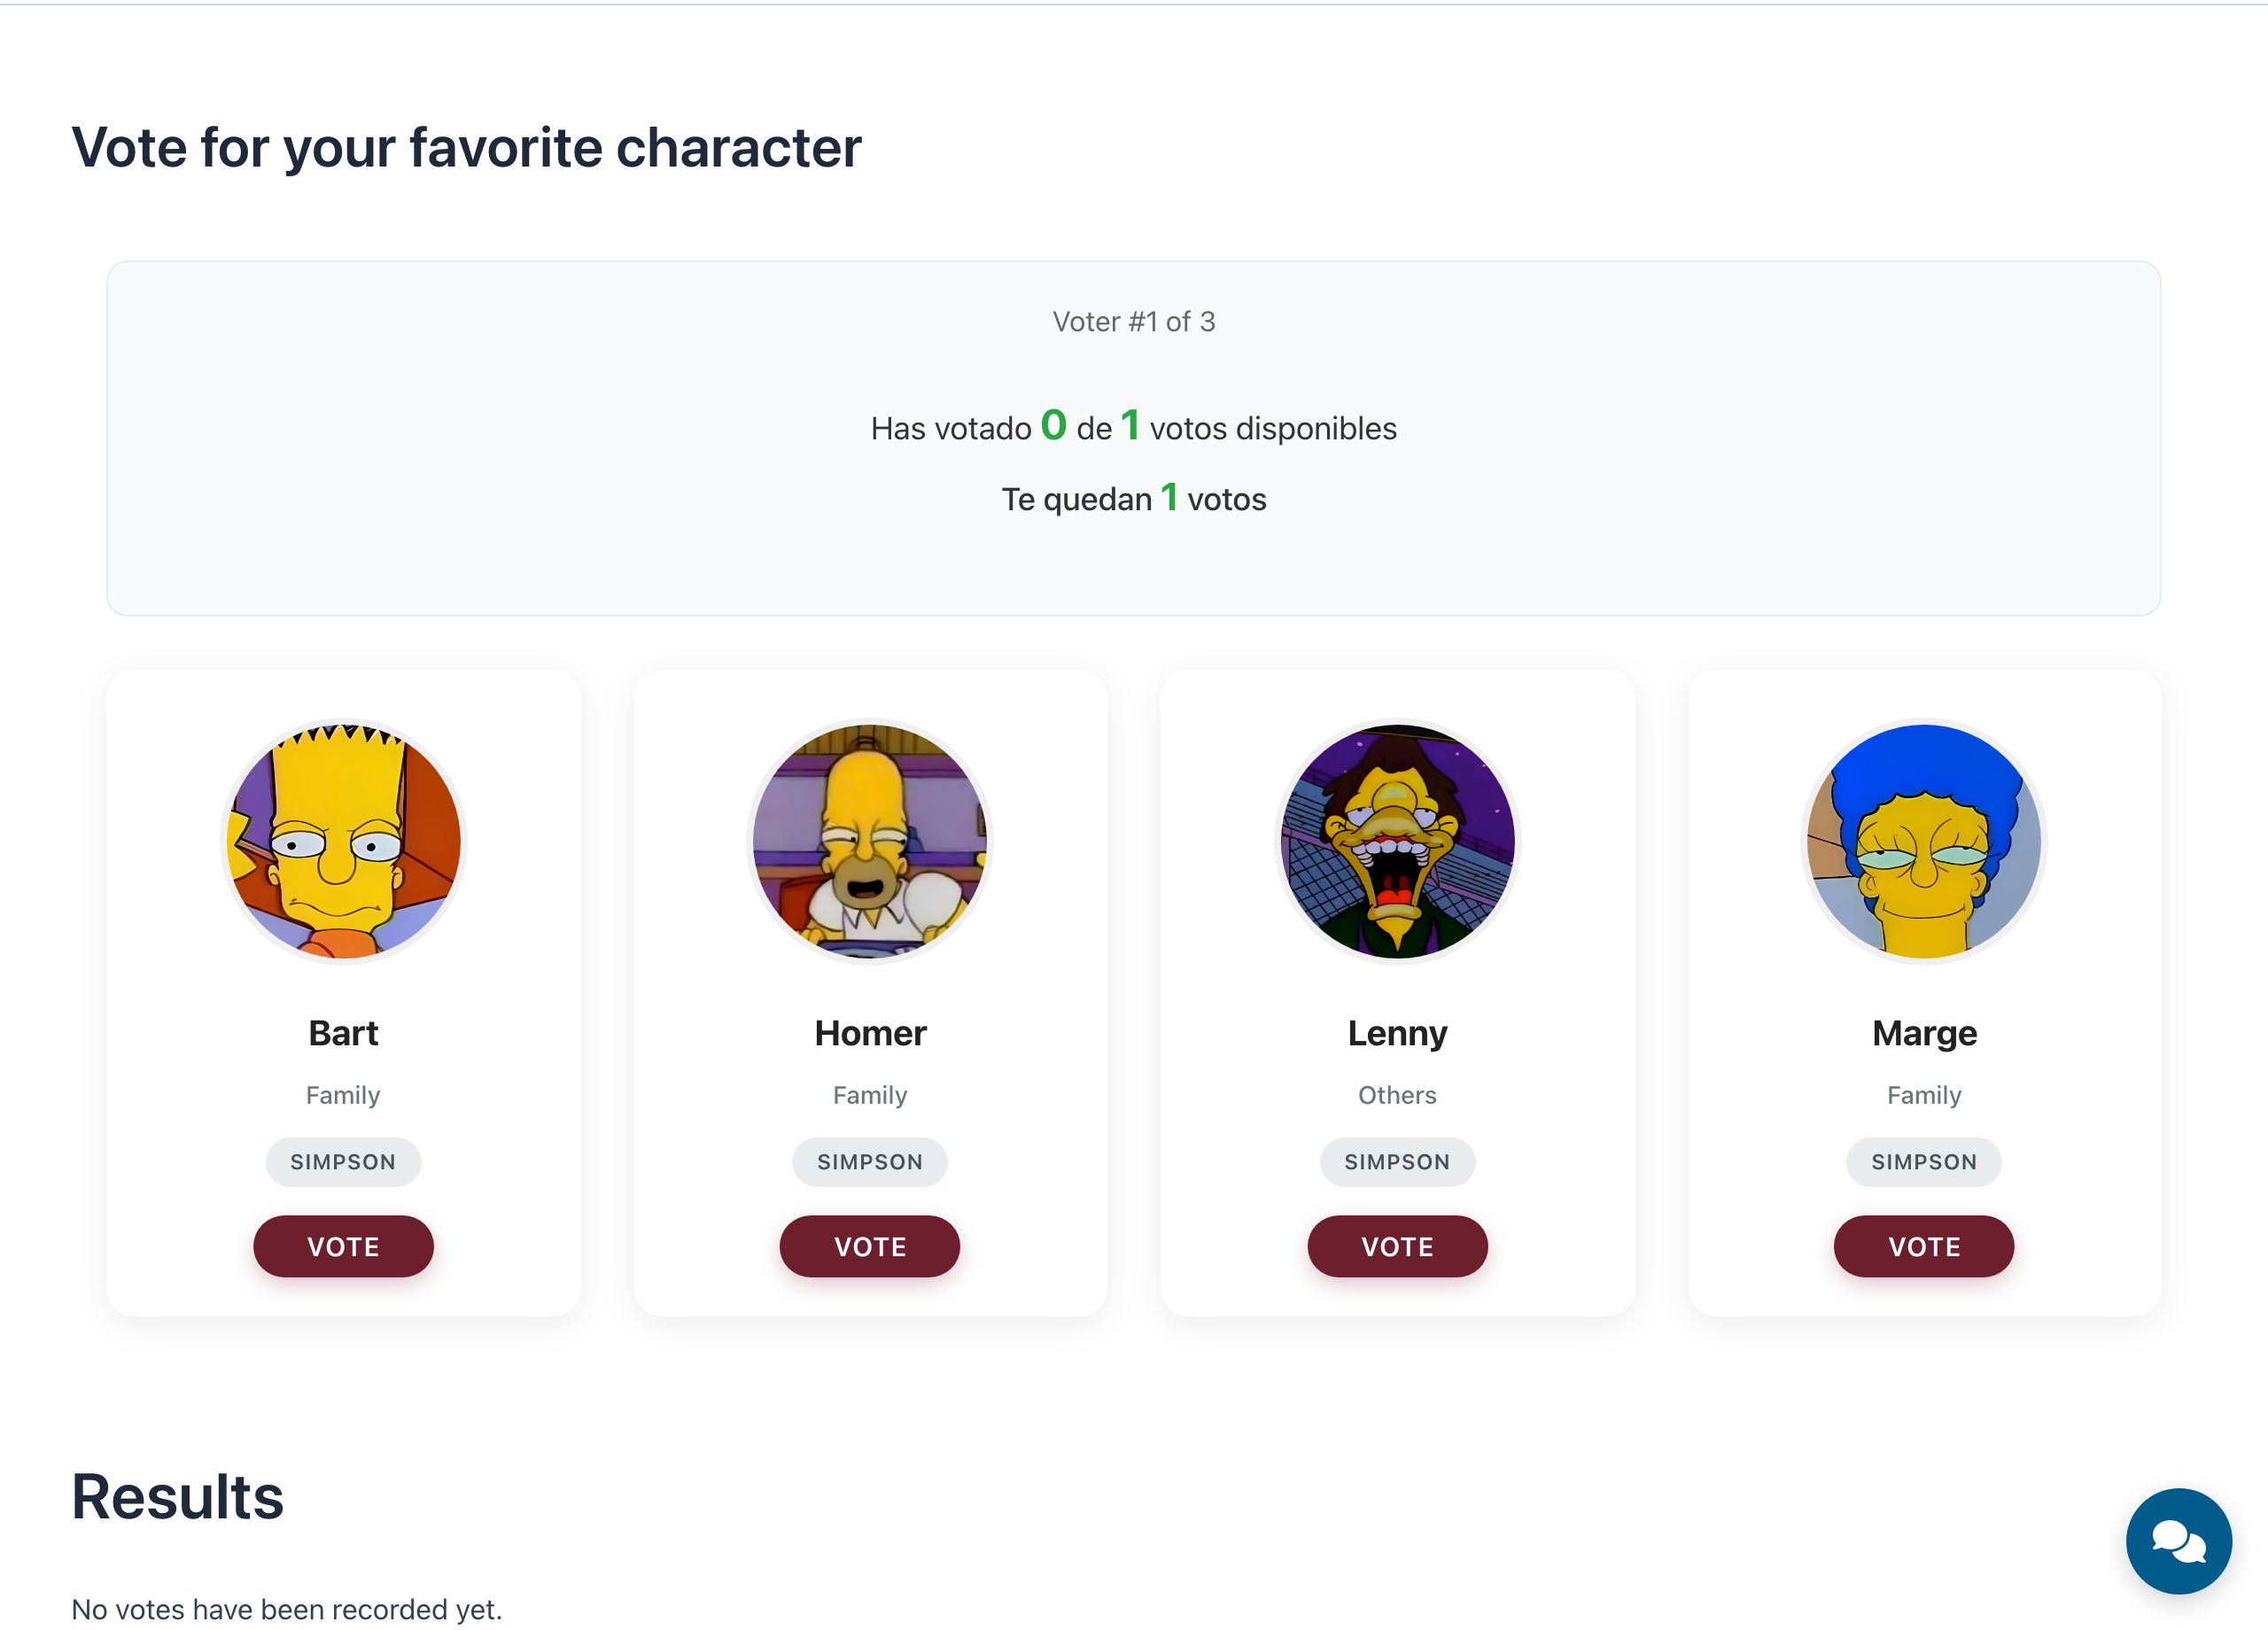 Vote for your favorite character
Voter #1 of 3
Has votado 0 de 1 votos disponibles
Te quedan 1 votos
Bart
Family
SIMPSON
VOTE
Homer
Family
SIMPSON
VOTE
Lenny
Others
SIMPSON
VOTE
Marge
Family
SIMPSON
VOTE
Results
No votes have been recorded yet.